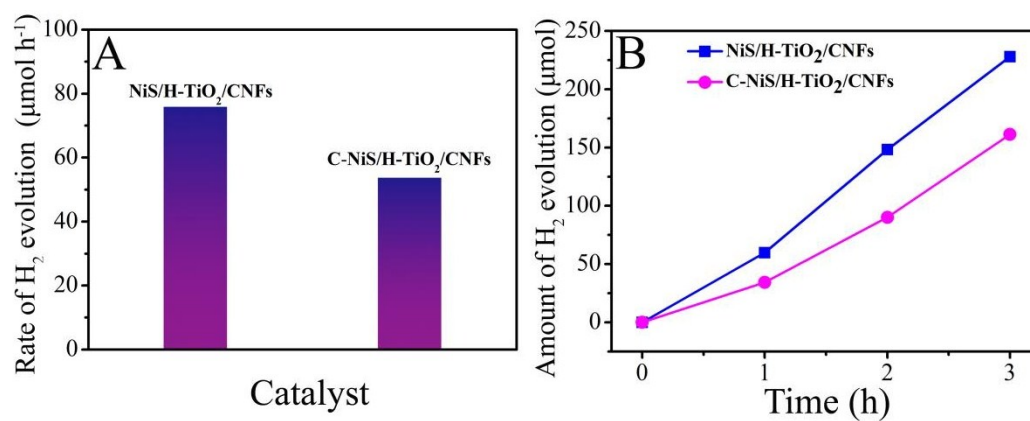 A
Rate of H₂ evolution (μmol h⁻¹)
100
80
60
40
20
0
NiS/H-TiO₂/CNFs
C-NiS/H-TiO₂/CNFs
Catalyst
B
Amount of H₂ evolution (μmol)
250
200
150
100
50
0
NiS/H-TiO₂/CNFs
C-NiS/H-TiO₂/CNFs
0 1 2 3
Time (h)